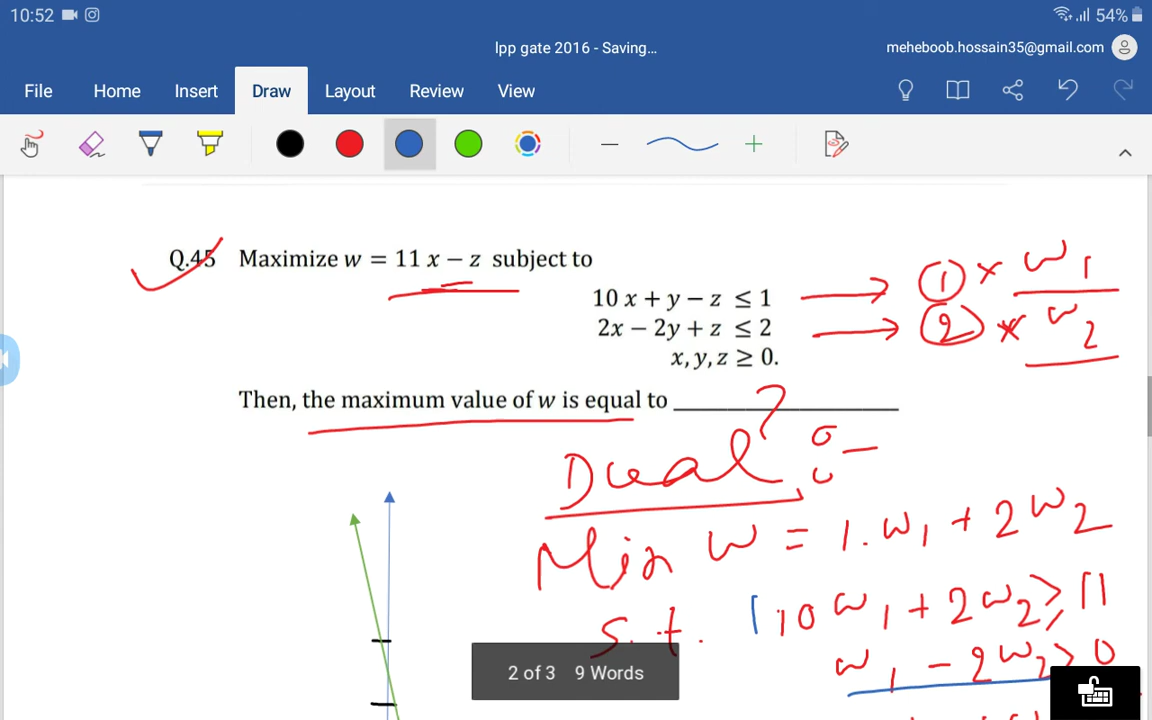 10:52 54%
lpp gate 2016 - Saving...
meheboob.hossain35@gmail.com
File Home Insert Draw Layout Review View
Q.45 Maximize w = 11 x − z subject to
10 x + y − z ≤ 1 → ① × w₁
2x − 2y + z ≤ 2 → ② × w₂
x, y, z ≥ 0.
Then, the maximum value of w is equal to ____________ ?
Dual :-
Min W = 1. w₁ + 2w₂
s.t. 10w₁ + 2w₂ ≥ 11
w₁ - 2w₂ ≥ 0
2 of 3 9 Words